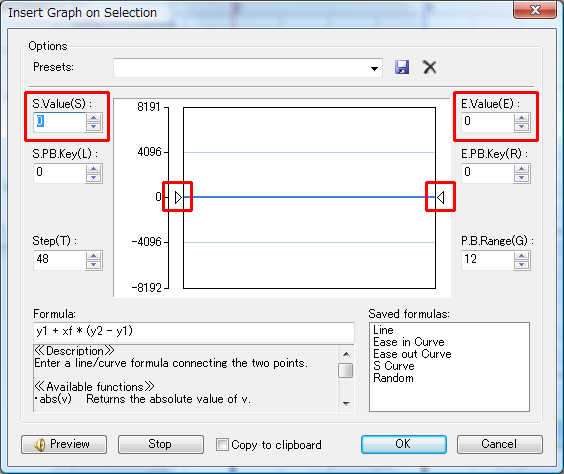 Insert Graph on Selection
Options
Presets:
S.Value(S) :
0
S.PB.Key(L) :
0
Step(T) :
48
8191
4096
0
-4096
-8192
E.Value(E) :
0
E.PB.Key(R) :
0
P.B.Range(G) :
12
Formula:
y1 + xf * (y2 - y1)
≪Description≫
Enter a line/curve formula connecting the two points.
≪Available functions≫
・abs(v) Returns the absolute value of v.
Saved formulas:
Line
Ease in Curve
Ease out Curve
S Curve
Random
Preview
Stop
Copy to clipboard
OK
Cancel